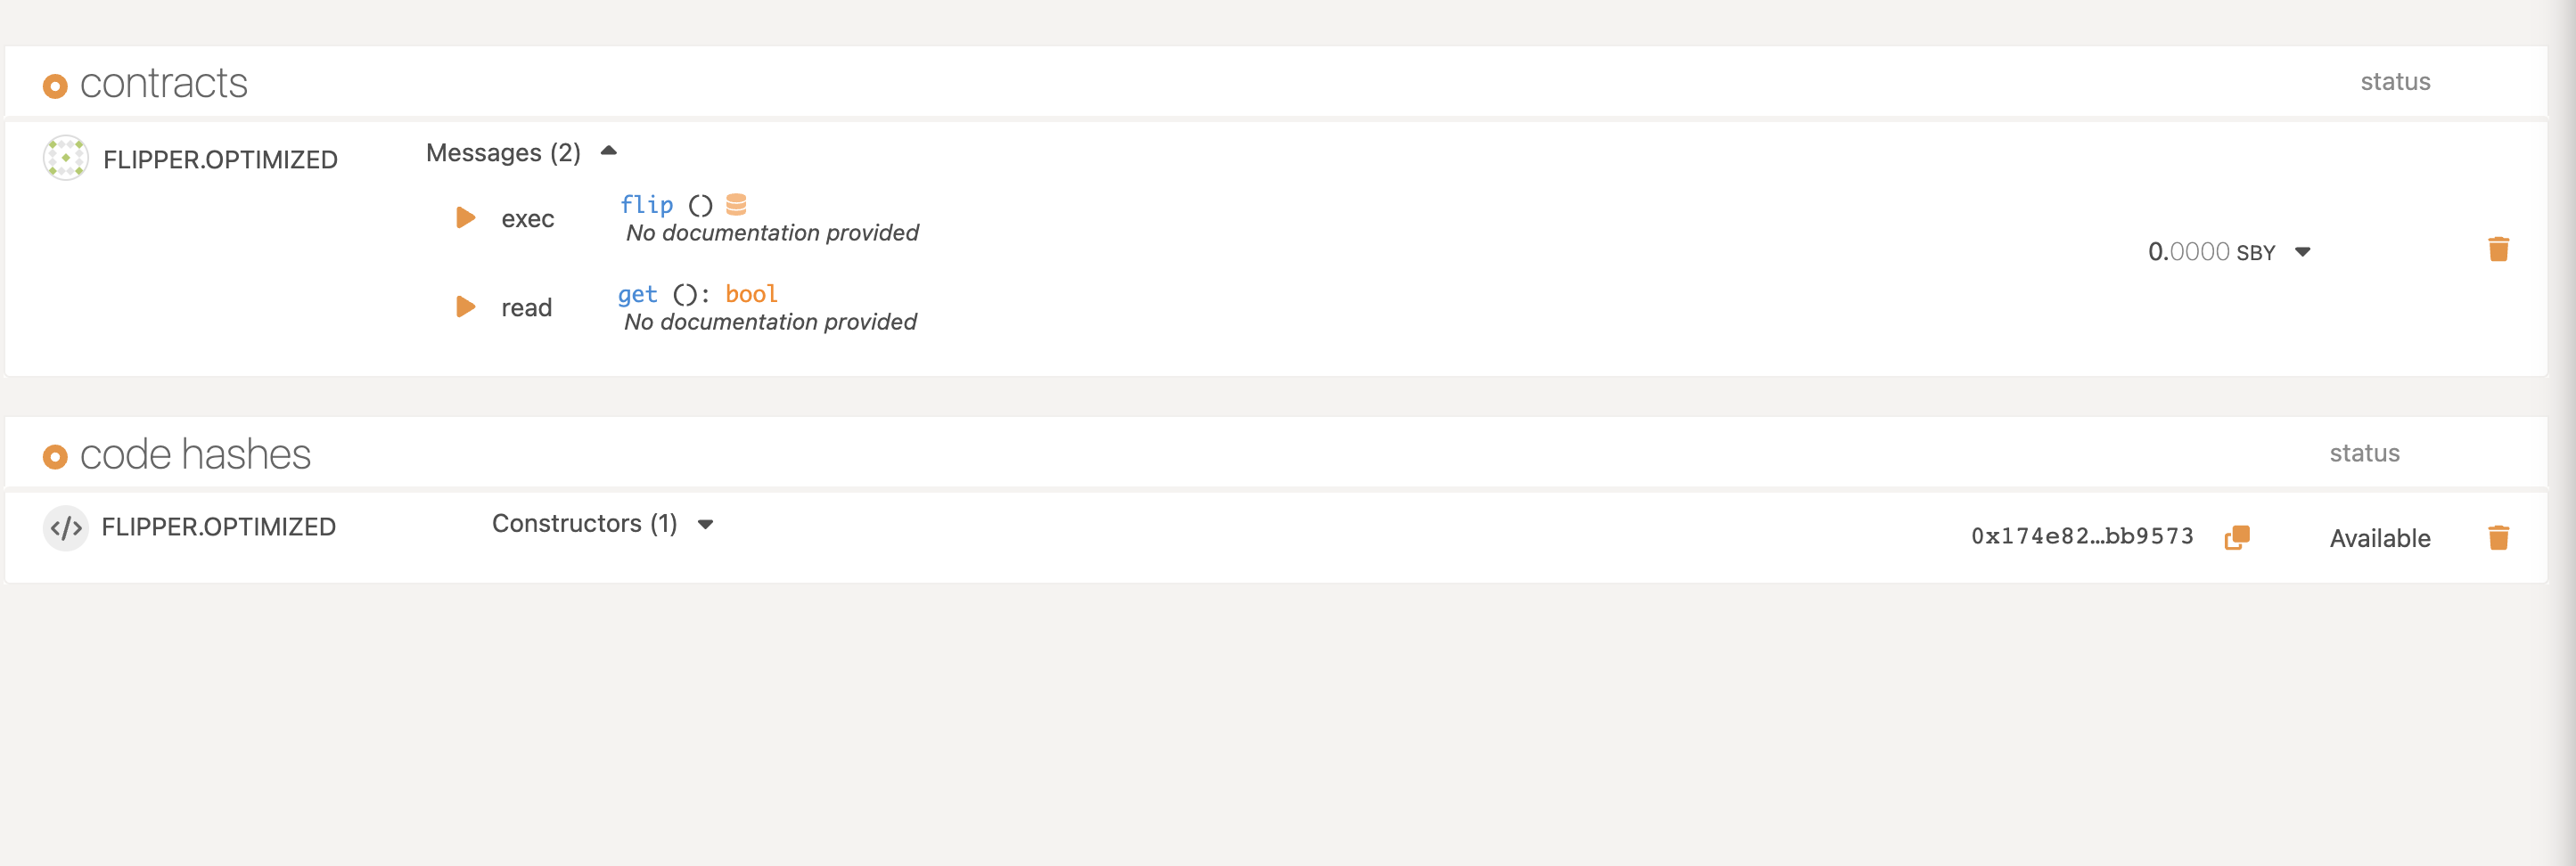 contracts status
FLIPPER.OPTIMIZED Messages (2)
exec flip ()
No documentation provided
0.0000 SBY
read get (): bool
No documentation provided
code hashes status
FLIPPER.OPTIMIZED Constructors (1) 0x174e82…bb9573 Available